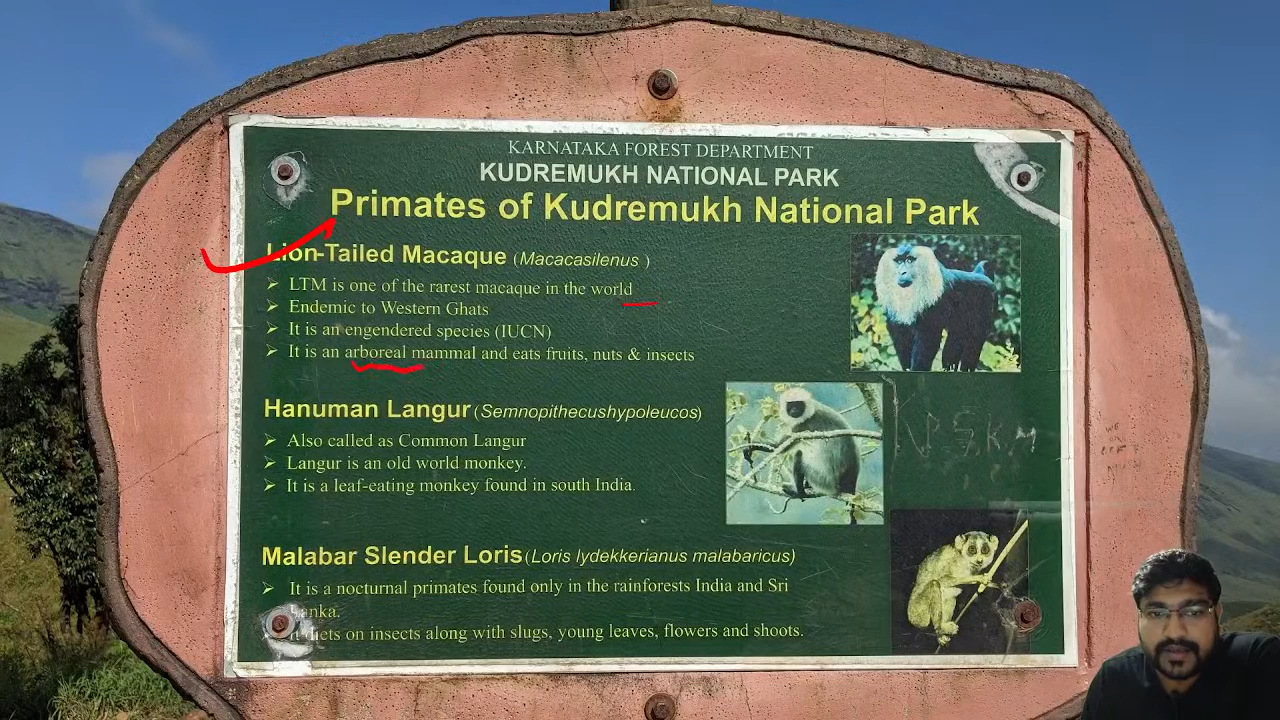 KARNATAKA FOREST DEPARTMENT
KUDREMUKH NATIONAL PARK
Primates of Kudremukh National Park
Lion-Tailed Macaque (Macacasilenus )
➢ LTM is one of the rarest macaque in the world
➢ Endemic to Western Ghats
➢ It is an engendered species (IUCN)
➢ It is an arboreal mammal and eats fruits, nuts & insects
Hanuman Langur (Semnopithecushypoleucos)
➢ Also called as Common Langur
➢ Langur is an old world monkey.
➢ It is a leaf-eating monkey found in south India.
Malabar Slender Loris (Loris lydekkerianus malabaricus)
➢ It is a nocturnal primates found only in the rainforests India and Sri
Lanka.
It diets on insects along with slugs, young leaves, flowers and shoots.